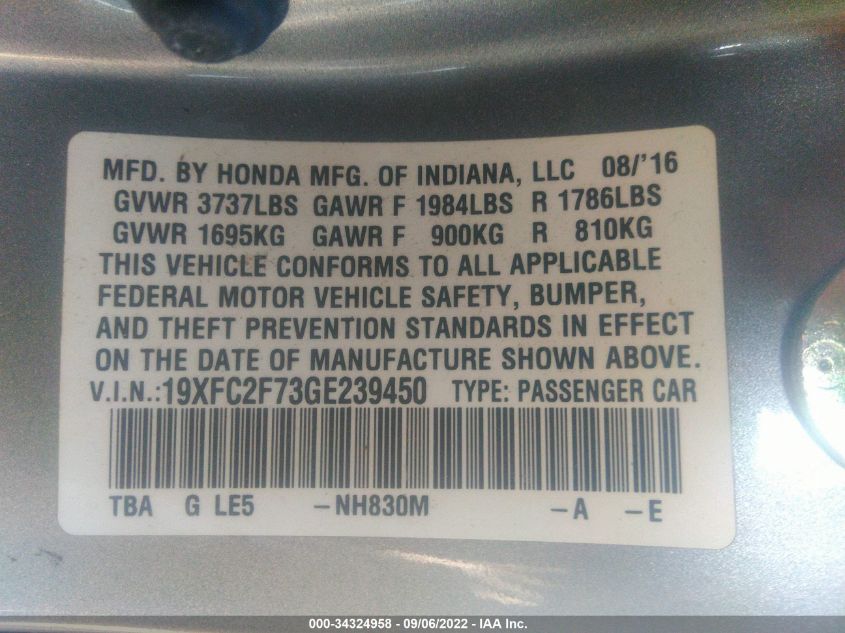 MFD. BY HONDA MFG. OF INDIANA, LLC 08/'16
GVWR 3737LBS GAWR F 1984LBS R 1786LBS
GVWR 1695KG GAWR F 900KG R 810KG
THIS VEHICLE CONFORMS TO ALL APPLICABLE
FEDERAL MOTOR VEHICLE SAFETY, BUMPER,
AND THEFT PREVENTION STANDARDS IN EFFECT
ON THE DATE OF MANUFACTURE SHOWN ABOVE.
V.I.N.:19XFC2F73GE239450 TYPE: PASSENGER CAR
TBA G LE5 -NH830M -A -E
000-34324958 - 09/06/2022 - IAA Inc.